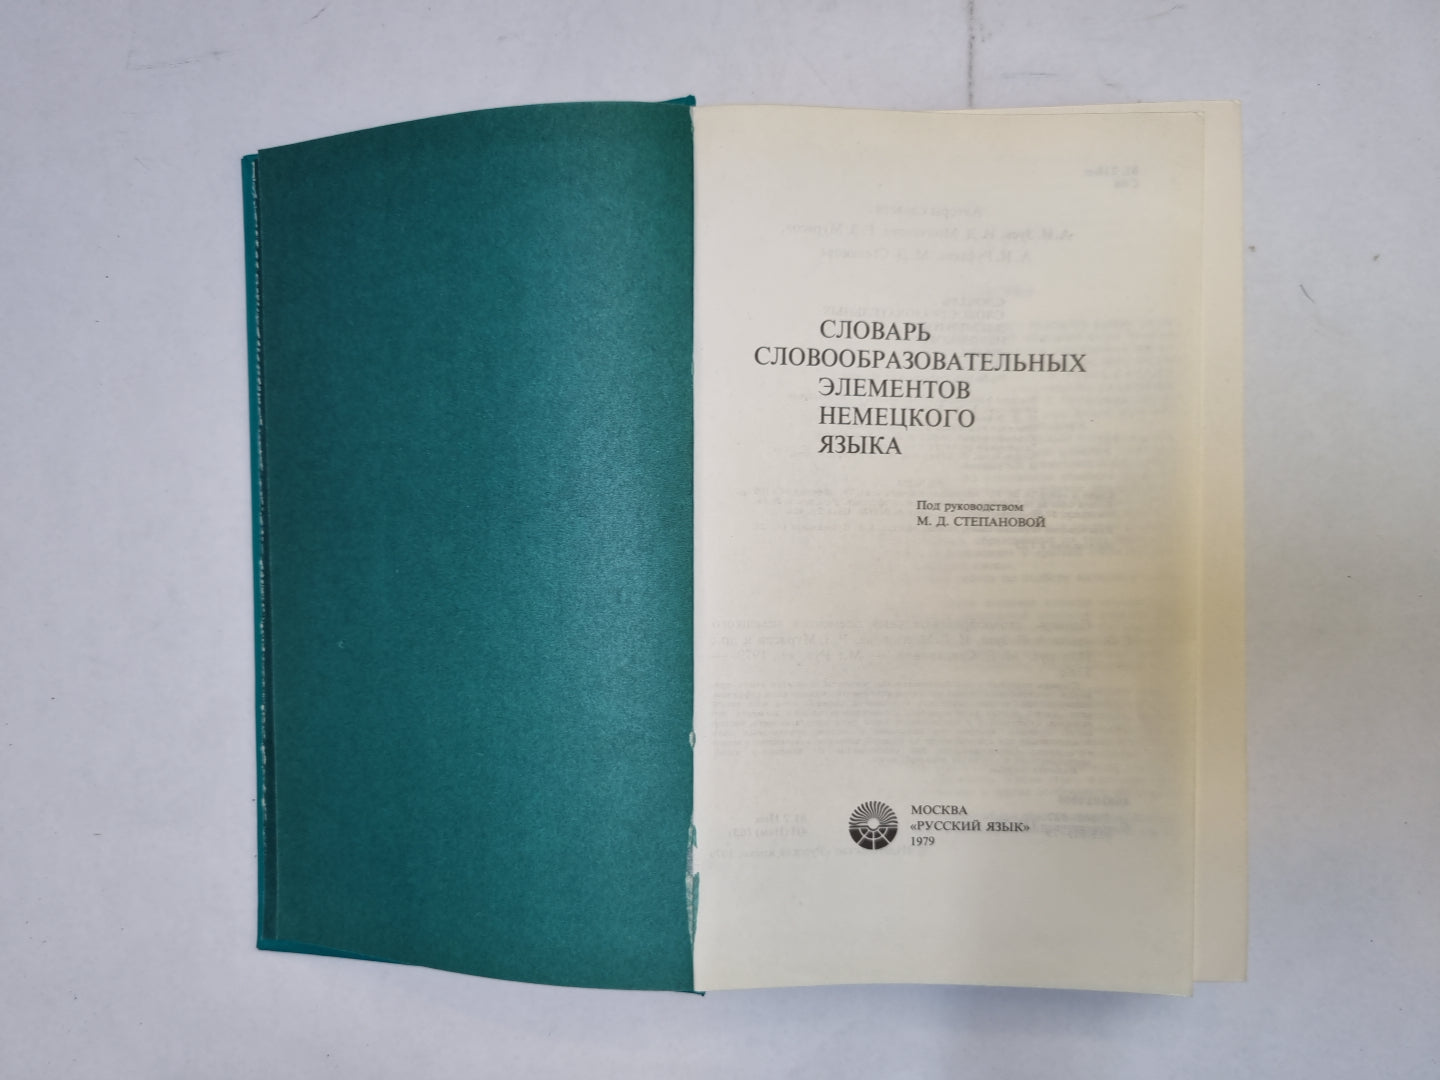 СЛОВАРЬ
СЛОВООБРАЗОВАТЕЛЬНЫХ
ЭЛЕМЕНТОВ
НЕМЕЦКОГО
ЯЗЫКА
Под руководством
М. Д. СТЕПАНОВОЙ
МОСКВА
«РУССКИЙ ЯЗЫК»
1979